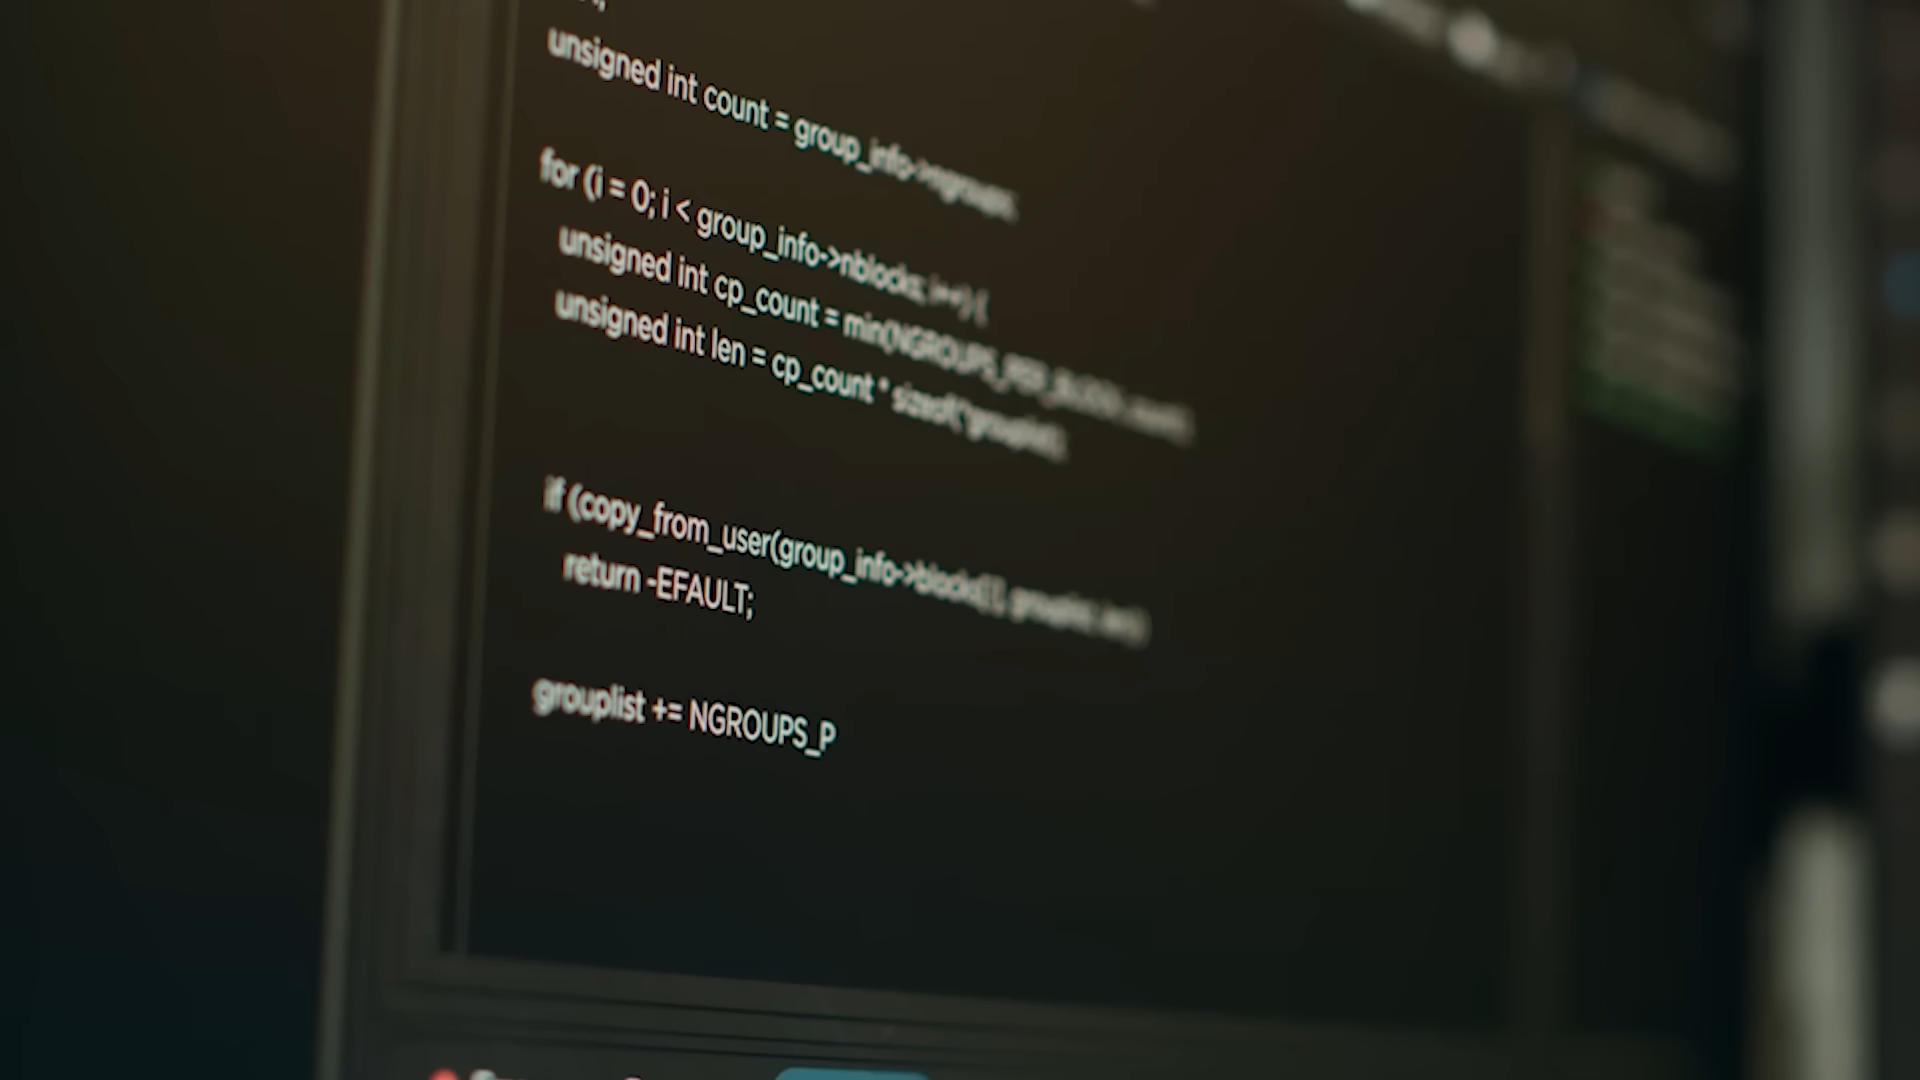 unsigned int count = group_info->ngroups;
for (i = 0; i < group_info->nblocks; i++) {
unsigned int cp_count = min(NGROUPS_PER_BLOCK, count);
unsigned int len = cp_count * sizeof(*grouplist);
if (copy_from_user(group_info->blocks[i], grouplist, len))
return -EFAULT;
grouplist += NGROUPS_P